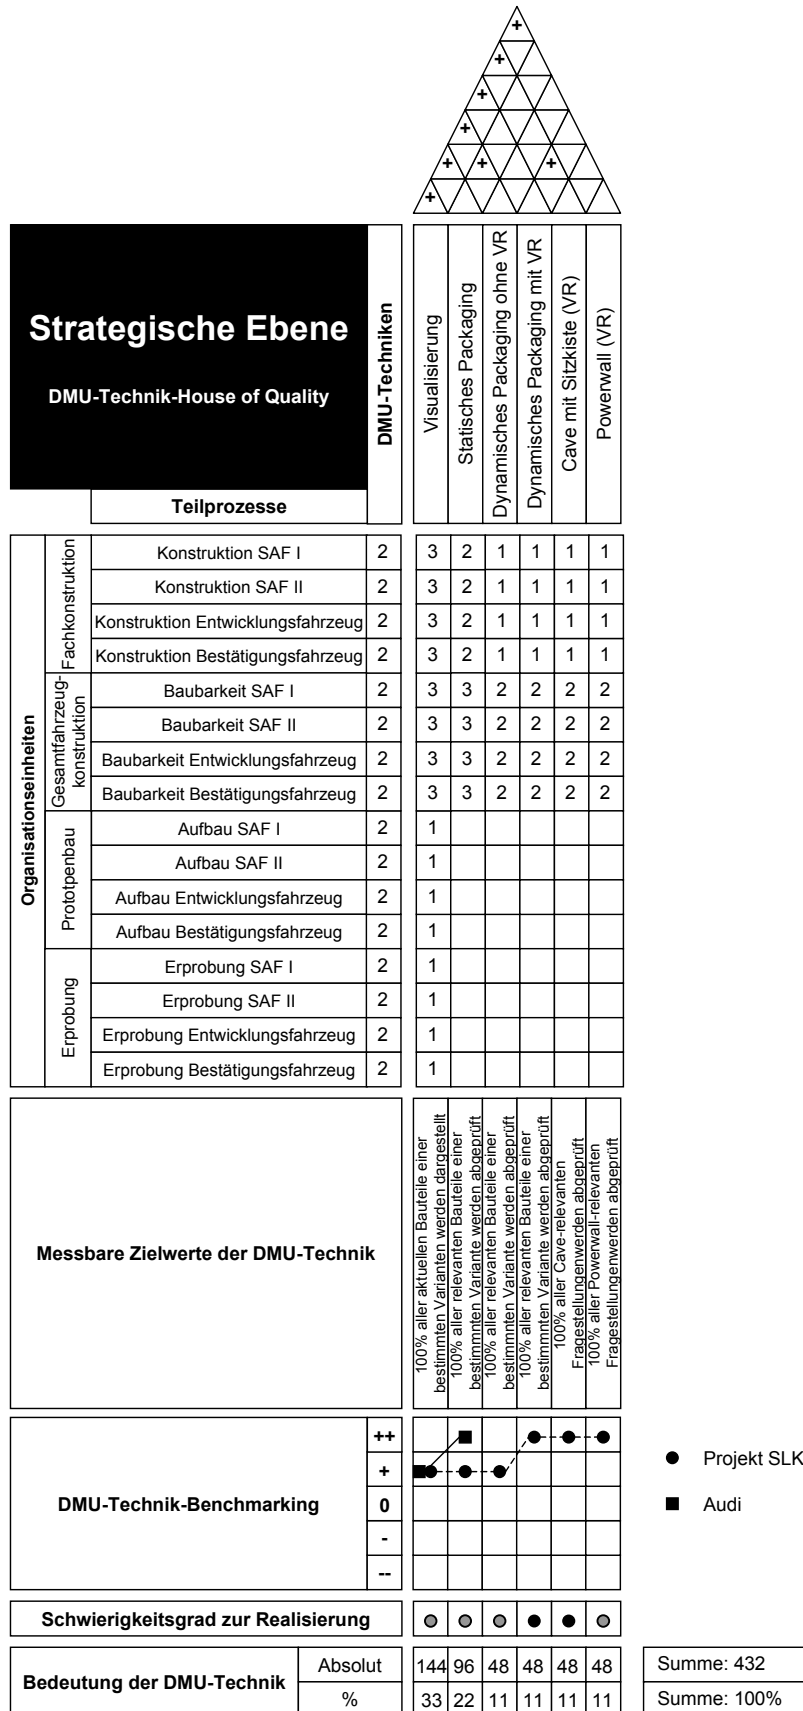 +
+
+
+
+ + +
+
Strategische Ebene
DMU-Technik-House of Quality
DMU-Techniken
Teilprozesse
Visualisierung
Statisches Packaging
Dynamisches Packaging ohne VR
Dynamisches Packaging mit VR
Cave mit Sitzkiste (VR)
Powerwall (VR)
Organisationseinheiten
Fachkonstruktion
Konstruktion SAF I 2 3 2 1 1 1 1
Konstruktion SAF II 2 3 2 1 1 1 1
Konstruktion Entwicklungsfahrzeug 2 3 2 1 1 1 1
Konstruktion Bestätigungsfahrzeug 2 3 2 1 1 1 1
Gesamtfahrzeug-
konstruktion
Baubarkeit SAF I 2 3 3 2 2 2 2
Baubarkeit SAF II 2 3 3 2 2 2 2
Baubarkeit Entwicklungsfahrzeug 2 3 3 2 2 2 2
Baubarkeit Bestätigungsfahrzeug 2 3 3 2 2 2 2
Prototpenbau
Aufbau SAF I 2 1
Aufbau SAF II 2 1
Aufbau Entwicklungsfahrzeug 2 1
Aufbau Bestätigungsfahrzeug 2 1
Erprobung
Erprobung SAF I 2 1
Erprobung SAF II 2 1
Erprobung Entwicklungsfahrzeug 2 1
Erprobung Bestätigungsfahrzeug 2 1
Messbare Zielwerte der DMU-Technik
100% aller aktuellen Bauteile einer
bestimmten Varianten werden dargestellt
100% aller relevanten Bauteile einer
bestimmnten Variante werden abgeprüft
100% aller relevanten Bauteile einer
bestimmten Variante werden abgeprüft
100% aller relevanten Bauteile einer
bestimmten Variante werden abgeprüft
100% aller Cave-relevanten
Fragestellungenwerden abgeprüft
100% aller Powerwall-relevanten
Fragestellungenwerden abgeprüft
DMU-Technik-Benchmarking
++
+
0
-
--
Projekt SLK
Audi
Schwierigkeitsgrad zur Realisierung
Bedeutung der DMU-Technik
Absolut 144 96 48 48 48 48 Summe: 432
% 33 22 11 11 11 11 Summe: 100%